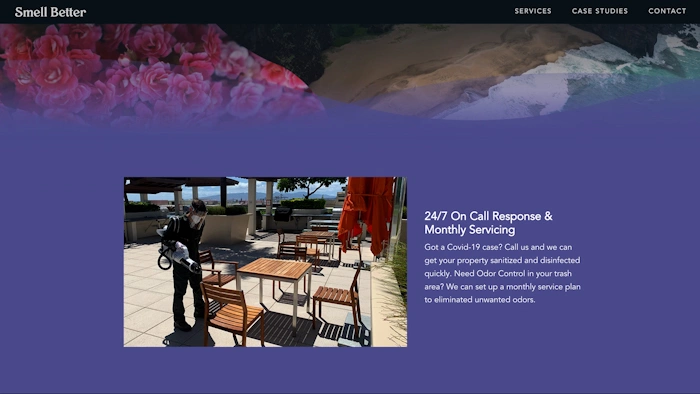 Smell Better
SERVICES CASE STUDIES CONTACT
24/7 On Call Response &
Monthly Servicing
Got a Covid-19 case? Call us and we can
get your property sanitized and disinfected
quickly. Need Odor Control in your trash
area? We can set up a monthly service plan
to eliminated unwanted odors.